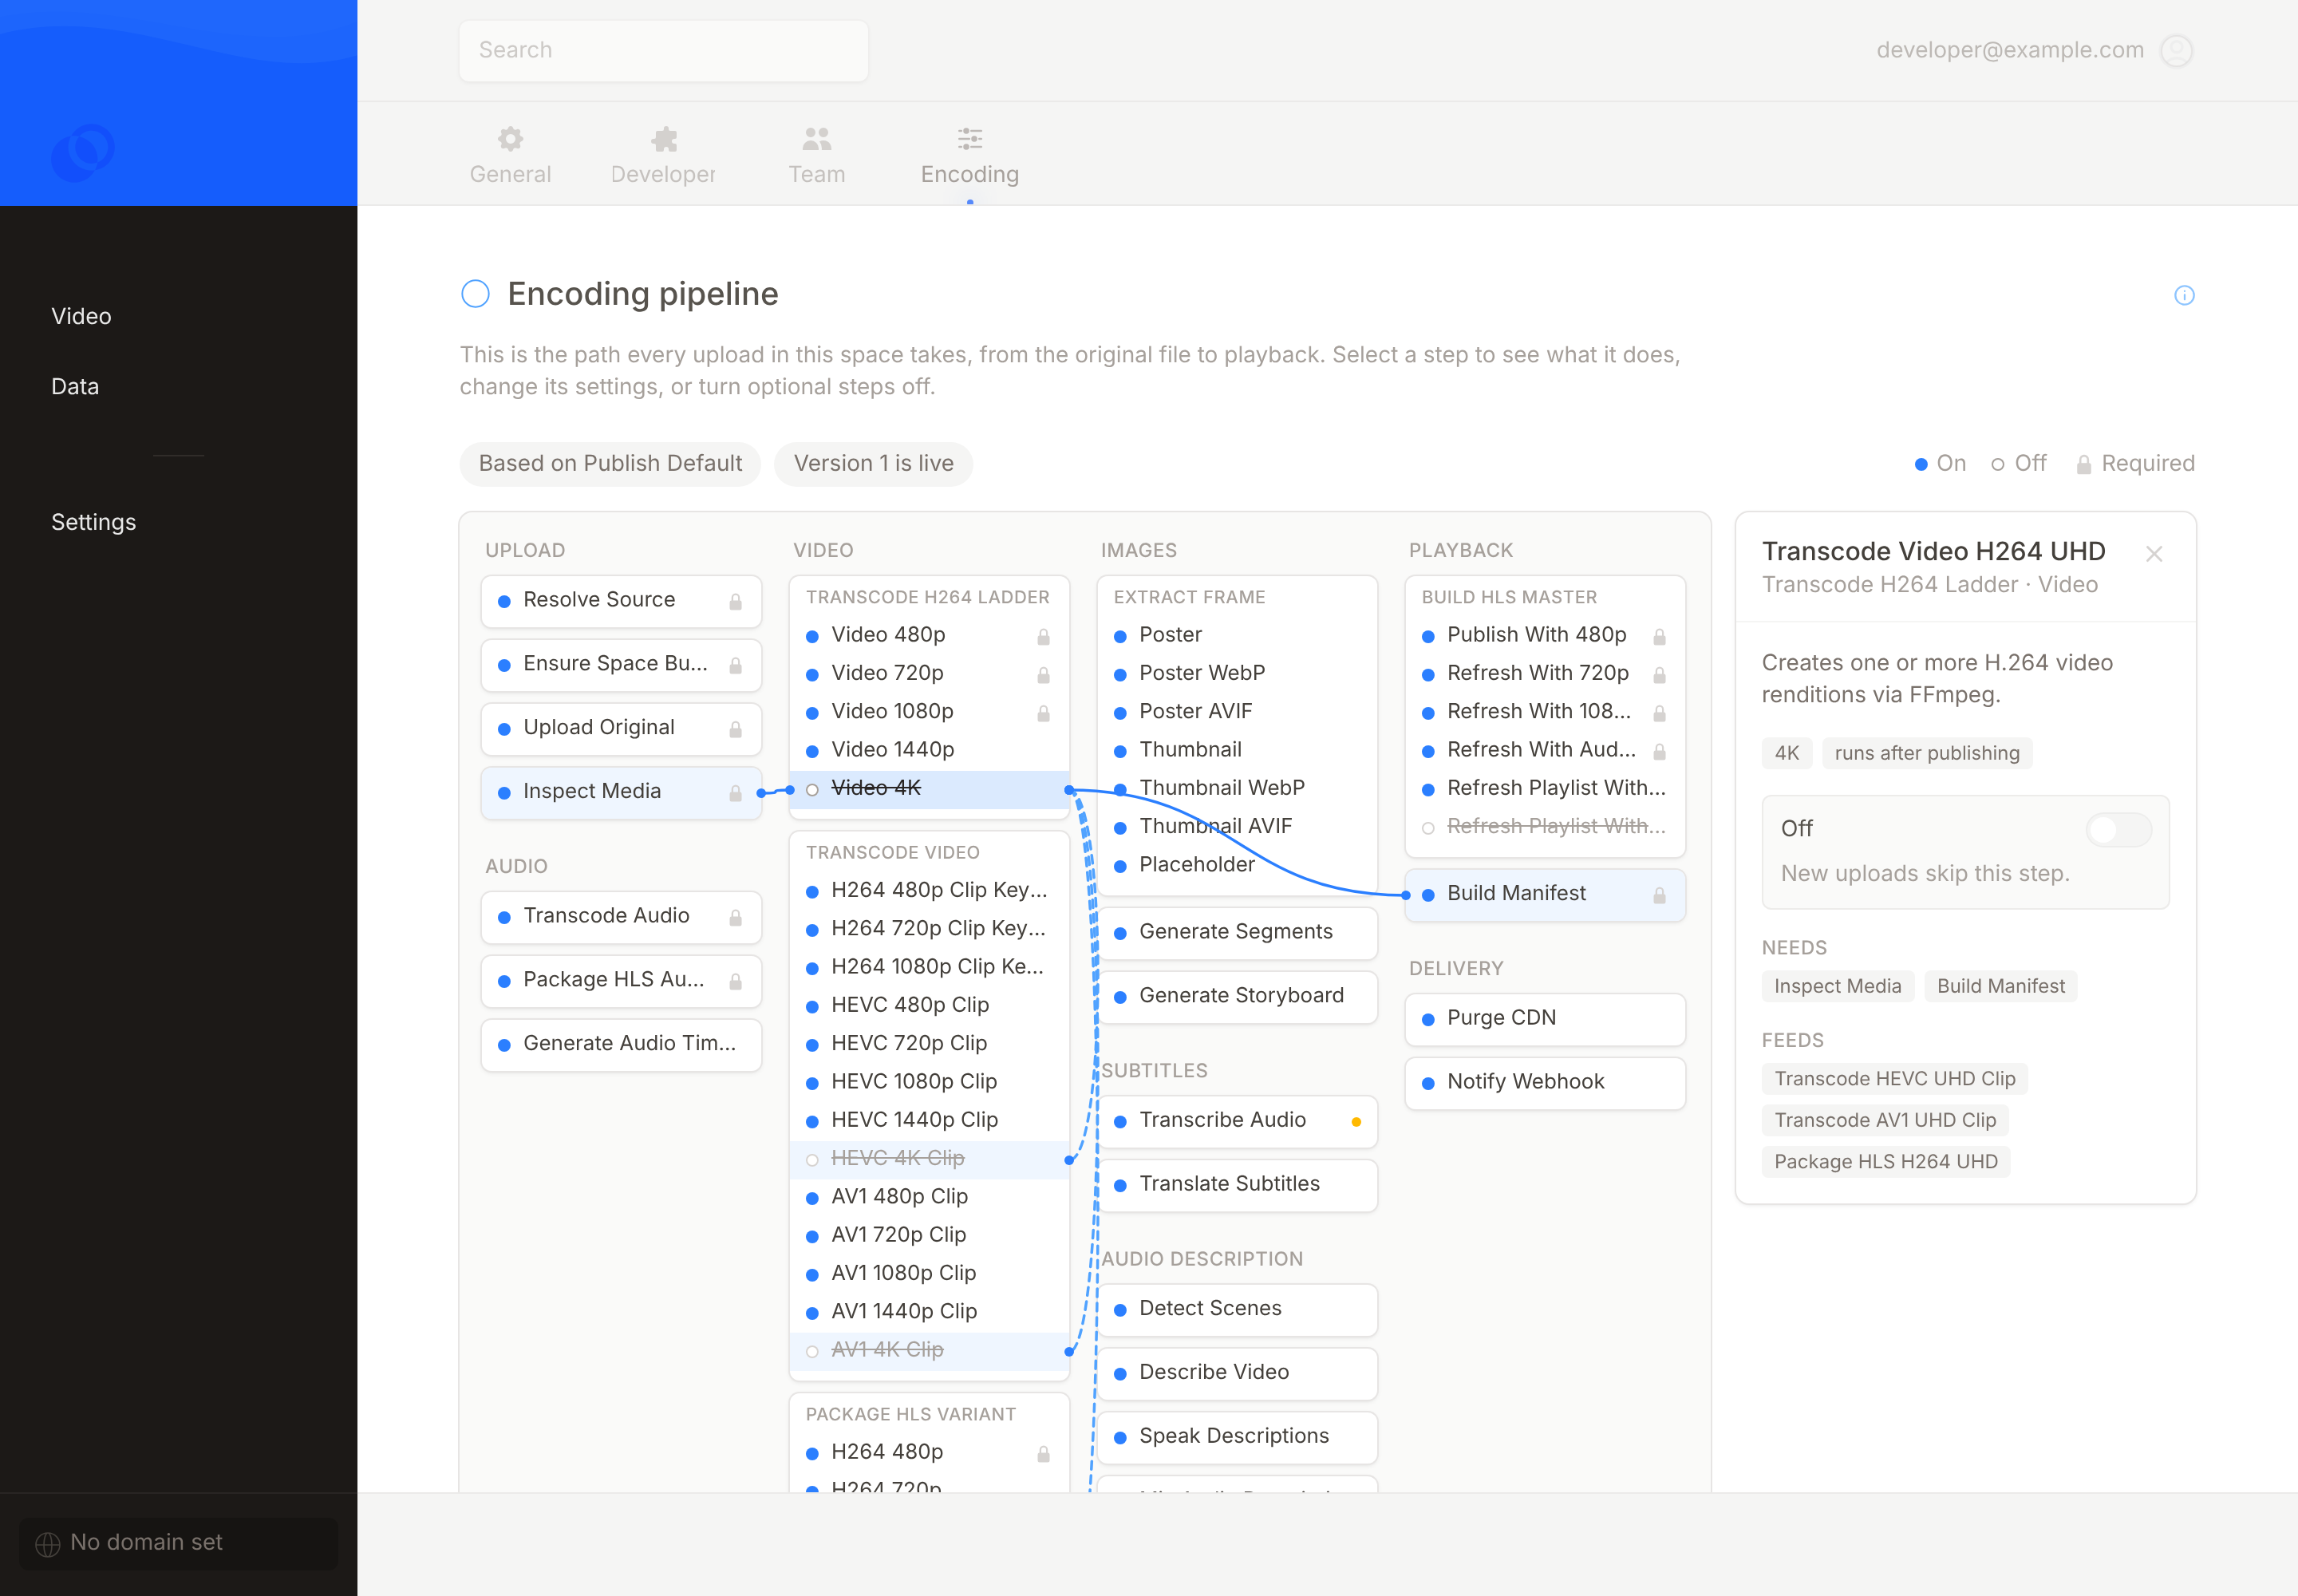 Search
developer@example.com
General
Developer
Team
Encoding
Video
Data
Settings
No domain set
Encoding pipeline
This is the path every upload in this space takes, from the original file to playback. Select a step to see what it does,
change its settings, or turn optional steps off.
Based on Publish Default
Version 1 is live
On
Off
Required
UPLOAD
Resolve Source
Ensure Space Bu...
Upload Original
Inspect Media
AUDIO
Transcode Audio
Package HLS Au...
Generate Audio Tim...
VIDEO
TRANSCODE H264 LADDER
Video 480p
Video 720p
Video 1080p
Video 1440p
Video 4K
TRANSCODE VIDEO
H264 480p Clip Key...
H264 720p Clip Key...
H264 1080p Clip Ke...
HEVC 480p Clip
HEVC 720p Clip
HEVC 1080p Clip
HEVC 1440p Clip
HEVC 4K Clip
AV1 480p Clip
AV1 720p Clip
AV1 1080p Clip
AV1 1440p Clip
AV1 4K Clip
PACKAGE HLS VARIANT
H264 480p
H264 720p
IMAGES
EXTRACT FRAME
Poster
Poster WebP
Poster AVIF
Thumbnail
Thumbnail WebP
Thumbnail AVIF
Placeholder
Generate Segments
Generate Storyboard
SUBTITLES
Transcribe Audio
Translate Subtitles
AUDIO DESCRIPTION
Detect Scenes
Describe Video
Speak Descriptions
PLAYBACK
BUILD HLS MASTER
Publish With 480p
Refresh With 720p
Refresh With 108...
Refresh With Aud...
Refresh Playlist With...
Refresh Playlist With...
Build Manifest
DELIVERY
Purge CDN
Notify Webhook
Transcode Video H264 UHD
Transcode H264 Ladder · Video
Creates one or more H.264 video
renditions via FFmpeg.
4K
runs after publishing
Off
New uploads skip this step.
NEEDS
Inspect Media
Build Manifest
FEEDS
Transcode HEVC UHD Clip
Transcode AV1 UHD Clip
Package HLS H264 UHD